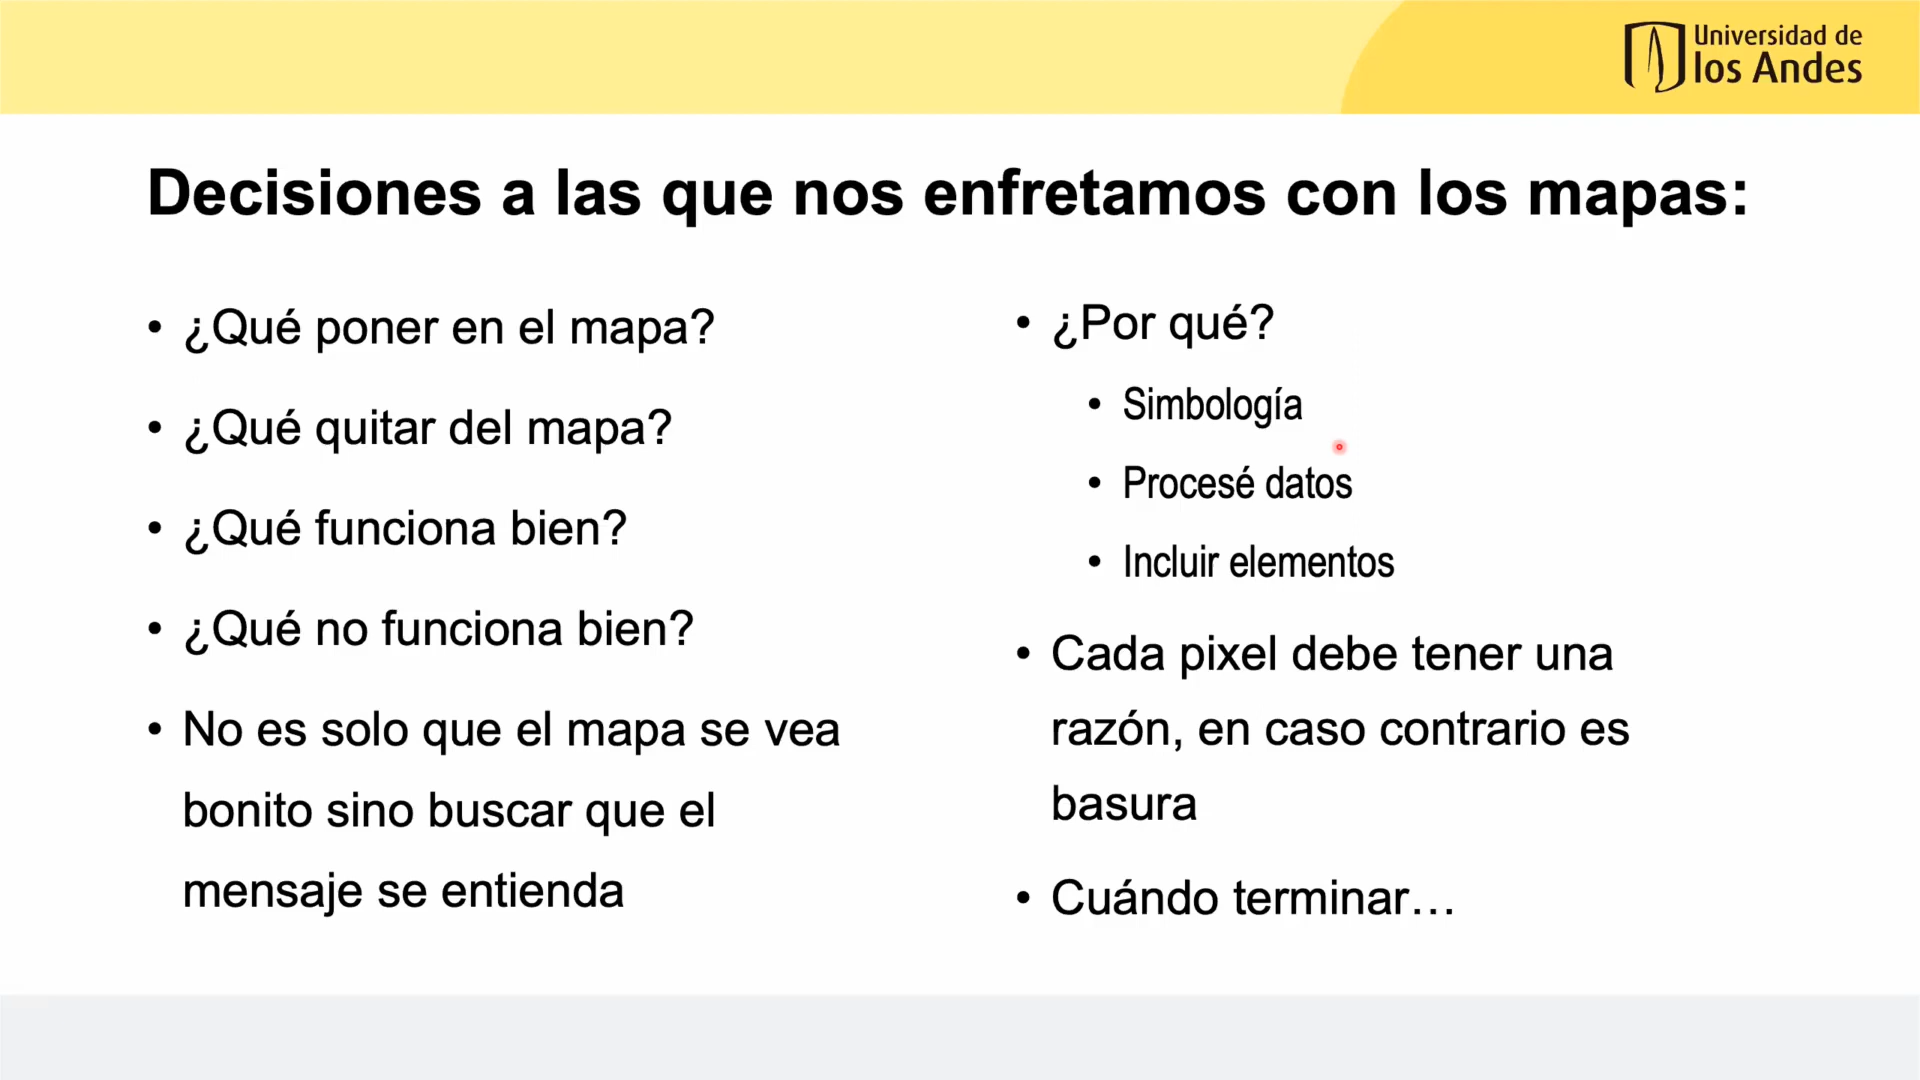 Universidad de
los Andes
Decisiones a las que nos enfretamos con los mapas:
• ¿Qué poner en el mapa?
• ¿Qué quitar del mapa?
• ¿Qué funciona bien?
• ¿Qué no funciona bien?
• No es solo que el mapa se vea
bonito sino buscar que el
mensaje se entienda
• ¿Por qué?
• Simbología
• Procesé datos
• Incluir elementos
• Cada pixel debe tener una
razón, en caso contrario es
basura
• Cuándo terminar…